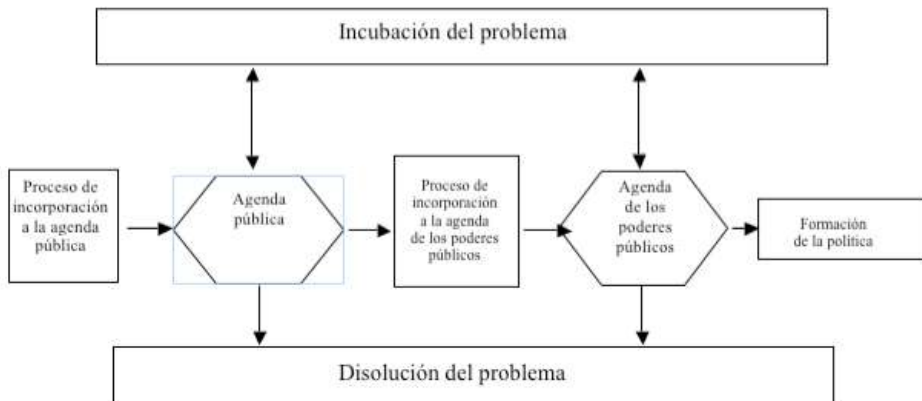 Incubación del problema
Proceso de
incorporación
a la agenda
pública
Agenda
pública
Proceso de
incorporación
a la agenda
de los poderes
públicos
Agenda
de los
poderes
públicos
Formación
de la política
Disolución del problema